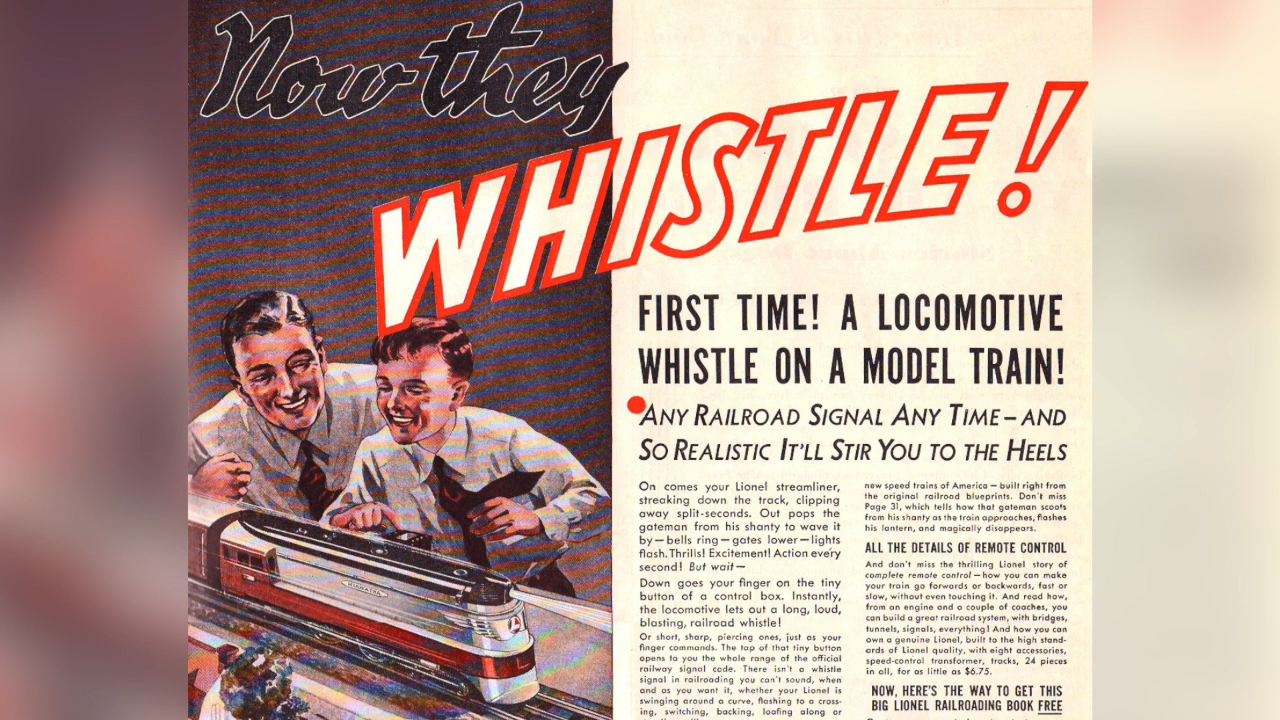 Now they
WHISTLE!
FIRST TIME! A LOCOMOTIVE
WHISTLE ON A MODEL TRAIN!
ANY RAILROAD SIGNAL ANY TIME – AND
SO REALISTIC IT'LL STIR YOU TO THE HEELS
On comes your Lionel streamliner,
streaking down the track, clipping
away split-seconds. Out pops the
gateman from his shanty to wave it
by—bells ring—gates lower—lights
flash. Thrills! Excitement! Action every
second! But wait—
Down goes your finger on the tiny
button of a control box. Instantly,
the locomotive lets out a long, loud,
blasting, railroad whistle!
Or short, sharp, piercing ones, just as your
finger commands. The tap of that tiny button
opens to you the whole range of the official
railway signal code. There isn't a whistle
signal in railroading you can't sound, when
and as you want it, whether your Lionel is
swinging around a curve, flashing to a cross-
ing, switching, backing, loafing along or
new speed trains of America — built right from
the original railroad blueprints. Don't miss
Page 31, which tells how that gateman scoots
from his shanty as the train approaches, flashes
his lantern, and magically disappears.
ALL THE DETAILS OF REMOTE CONTROL
And don't miss the thrilling Lionel story of
complete remote control — how you can make
your train go forwards or backwards, fast or
slow, without even touching it. And read how,
from an engine and a couple of coaches, you
can build a great railroad system, with bridges,
tunnels, signals, everything! And how you can
own a genuine Lionel, built to the high stand-
ards of Lionel quality, with eight accessories,
speed-control transformer, tracks, 24 pieces
in all, for as little as $6.75.
NOW, HERE'S THE WAY TO GET THIS
BIG LIONEL RAILROADING BOOK FREE
HIAWATHA